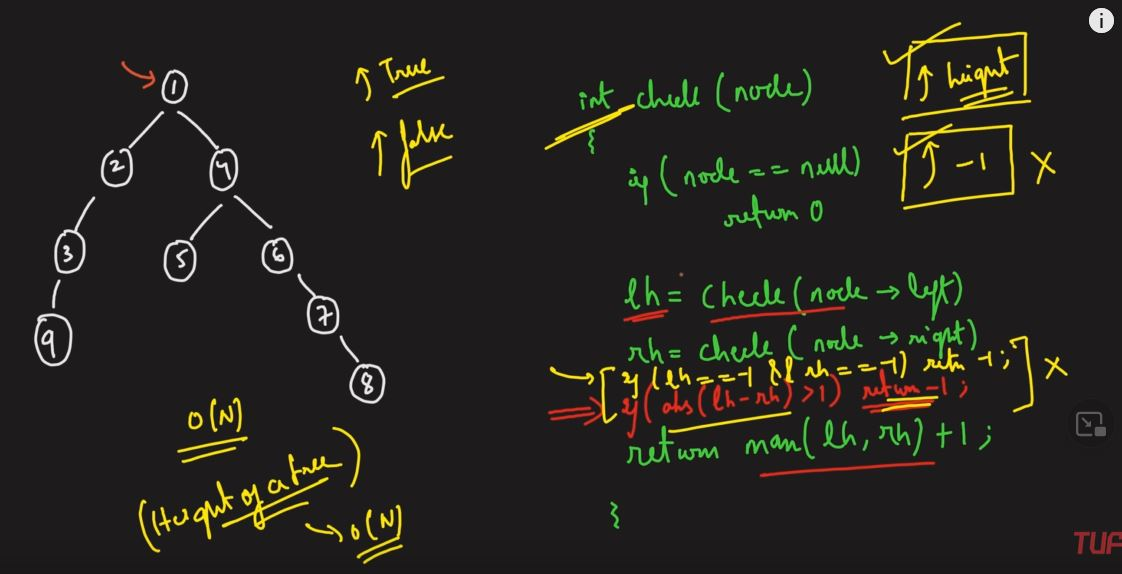 i
1
2 4
3 5 6
9 7
8
↑ True
↑ false
O(N)
(Height of a tree)
→ O(N)
↑ height
↑ -1 X
int check (node)
{
if (node == null)
return 0
lh = check (node → left)
rh = check (node → right)
→ [if (lh == -1 && rh == -1) retn -1;
if (abs (lh - rh) > 1) return -1; ] X
return max (lh, rh) + 1;
}
TUF